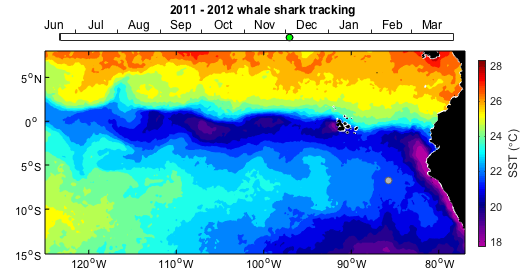 2011 - 2012 whale shark tracking
Jun Jul Aug Sep Oct Nov Dec Jan Feb Mar
5°N
0°
5°S
10°S
15°S
120°W 110°W 100°W 90°W 80°W
28
26
24
22
20
18
SST (°C)